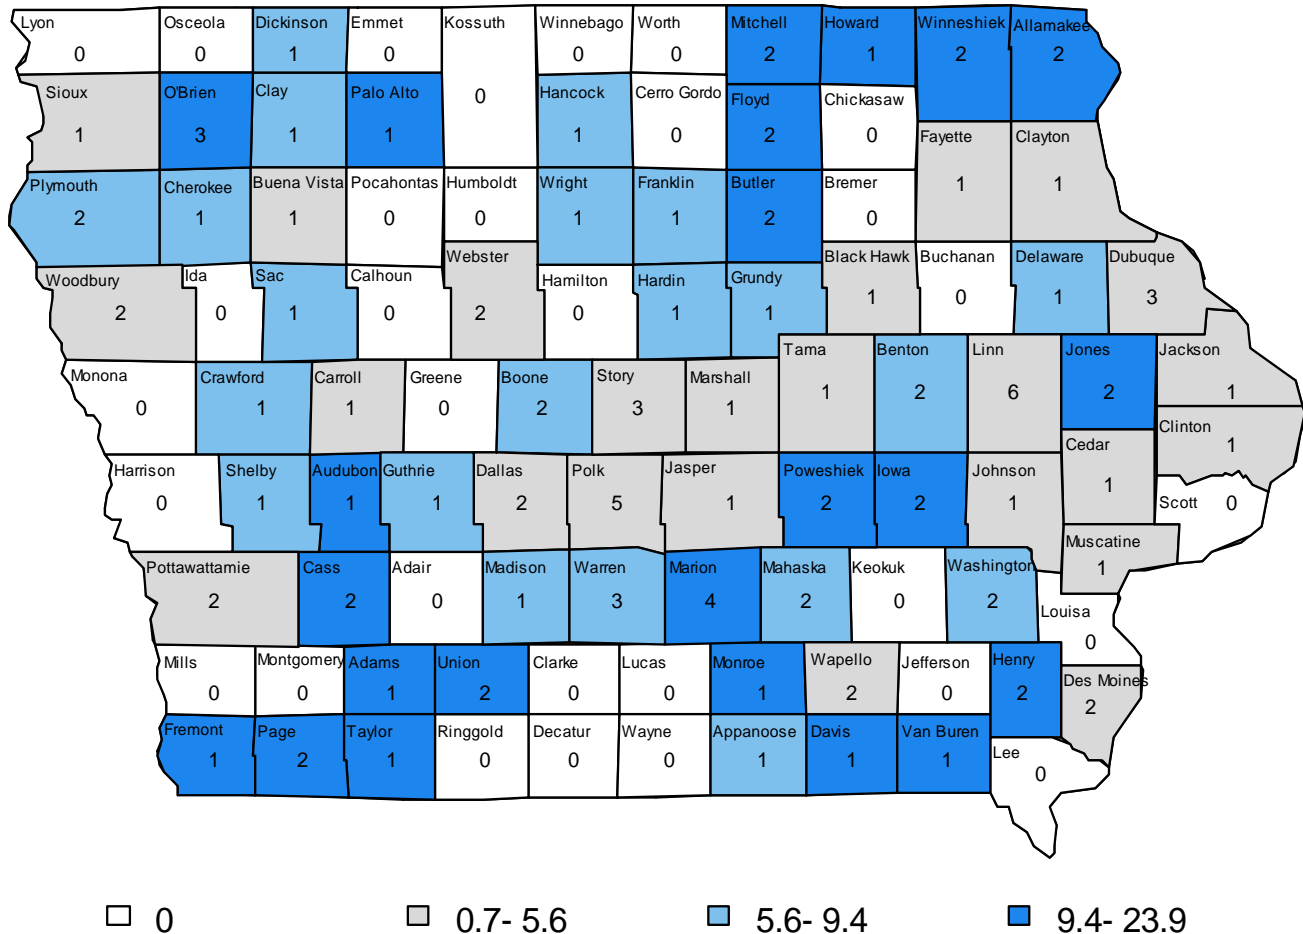 Lyon Osceola Dickinson Emmet Kossuth Winnebago Worth Mitchell Howard Winneshiek Allamakee
0 0 1 0 0 0 2 1 2 2
Sioux O'Brien Clay Palo Alto 0 Hancock Cerro Gordo Floyd Chickasaw
1 3 1 1 1 0 2 0
Fayette Clayton
1 1
Plymouth Cherokee Buena Vista Pocahontas Humboldt Wright Franklin Butler Bremer
2 1 1 0 0 1 1 2 0
Woodbury Ida Sac Calhoun Webster Hamilton Hardin Grundy Black Hawk Buchanan Delaware Dubuque
2 0 1 0 2 0 1 1 1 0 1 3
Monona Crawford Carroll Greene Boone Story Marshall Tama Benton Linn Jones Jackson
0 1 1 0 2 3 1 1 2 6 2 1
Clinton
1
Harrison Shelby Audubon Guthrie Dallas Polk Jasper Poweshiek Iowa Johnson Cedar Scott
0 1 1 1 2 5 1 2 2 1 1 0
Muscatine
1
Pottawattamie Cass Adair Madison Warren Marion Mahaska Keokuk Washington Louisa
2 2 0 1 3 4 2 0 2 0
Mills Montgomery Adams Union Clarke Lucas Monroe Wapello Jefferson Henry Des Moines
0 0 1 2 0 0 1 2 0 2 2
Fremont Page Taylor Ringgold Decatur Wayne Appanoose Davis Van Buren Lee
1 2 1 0 0 0 1 1 1 0
0 0.7- 5.6 5.6- 9.4 9.4- 23.9